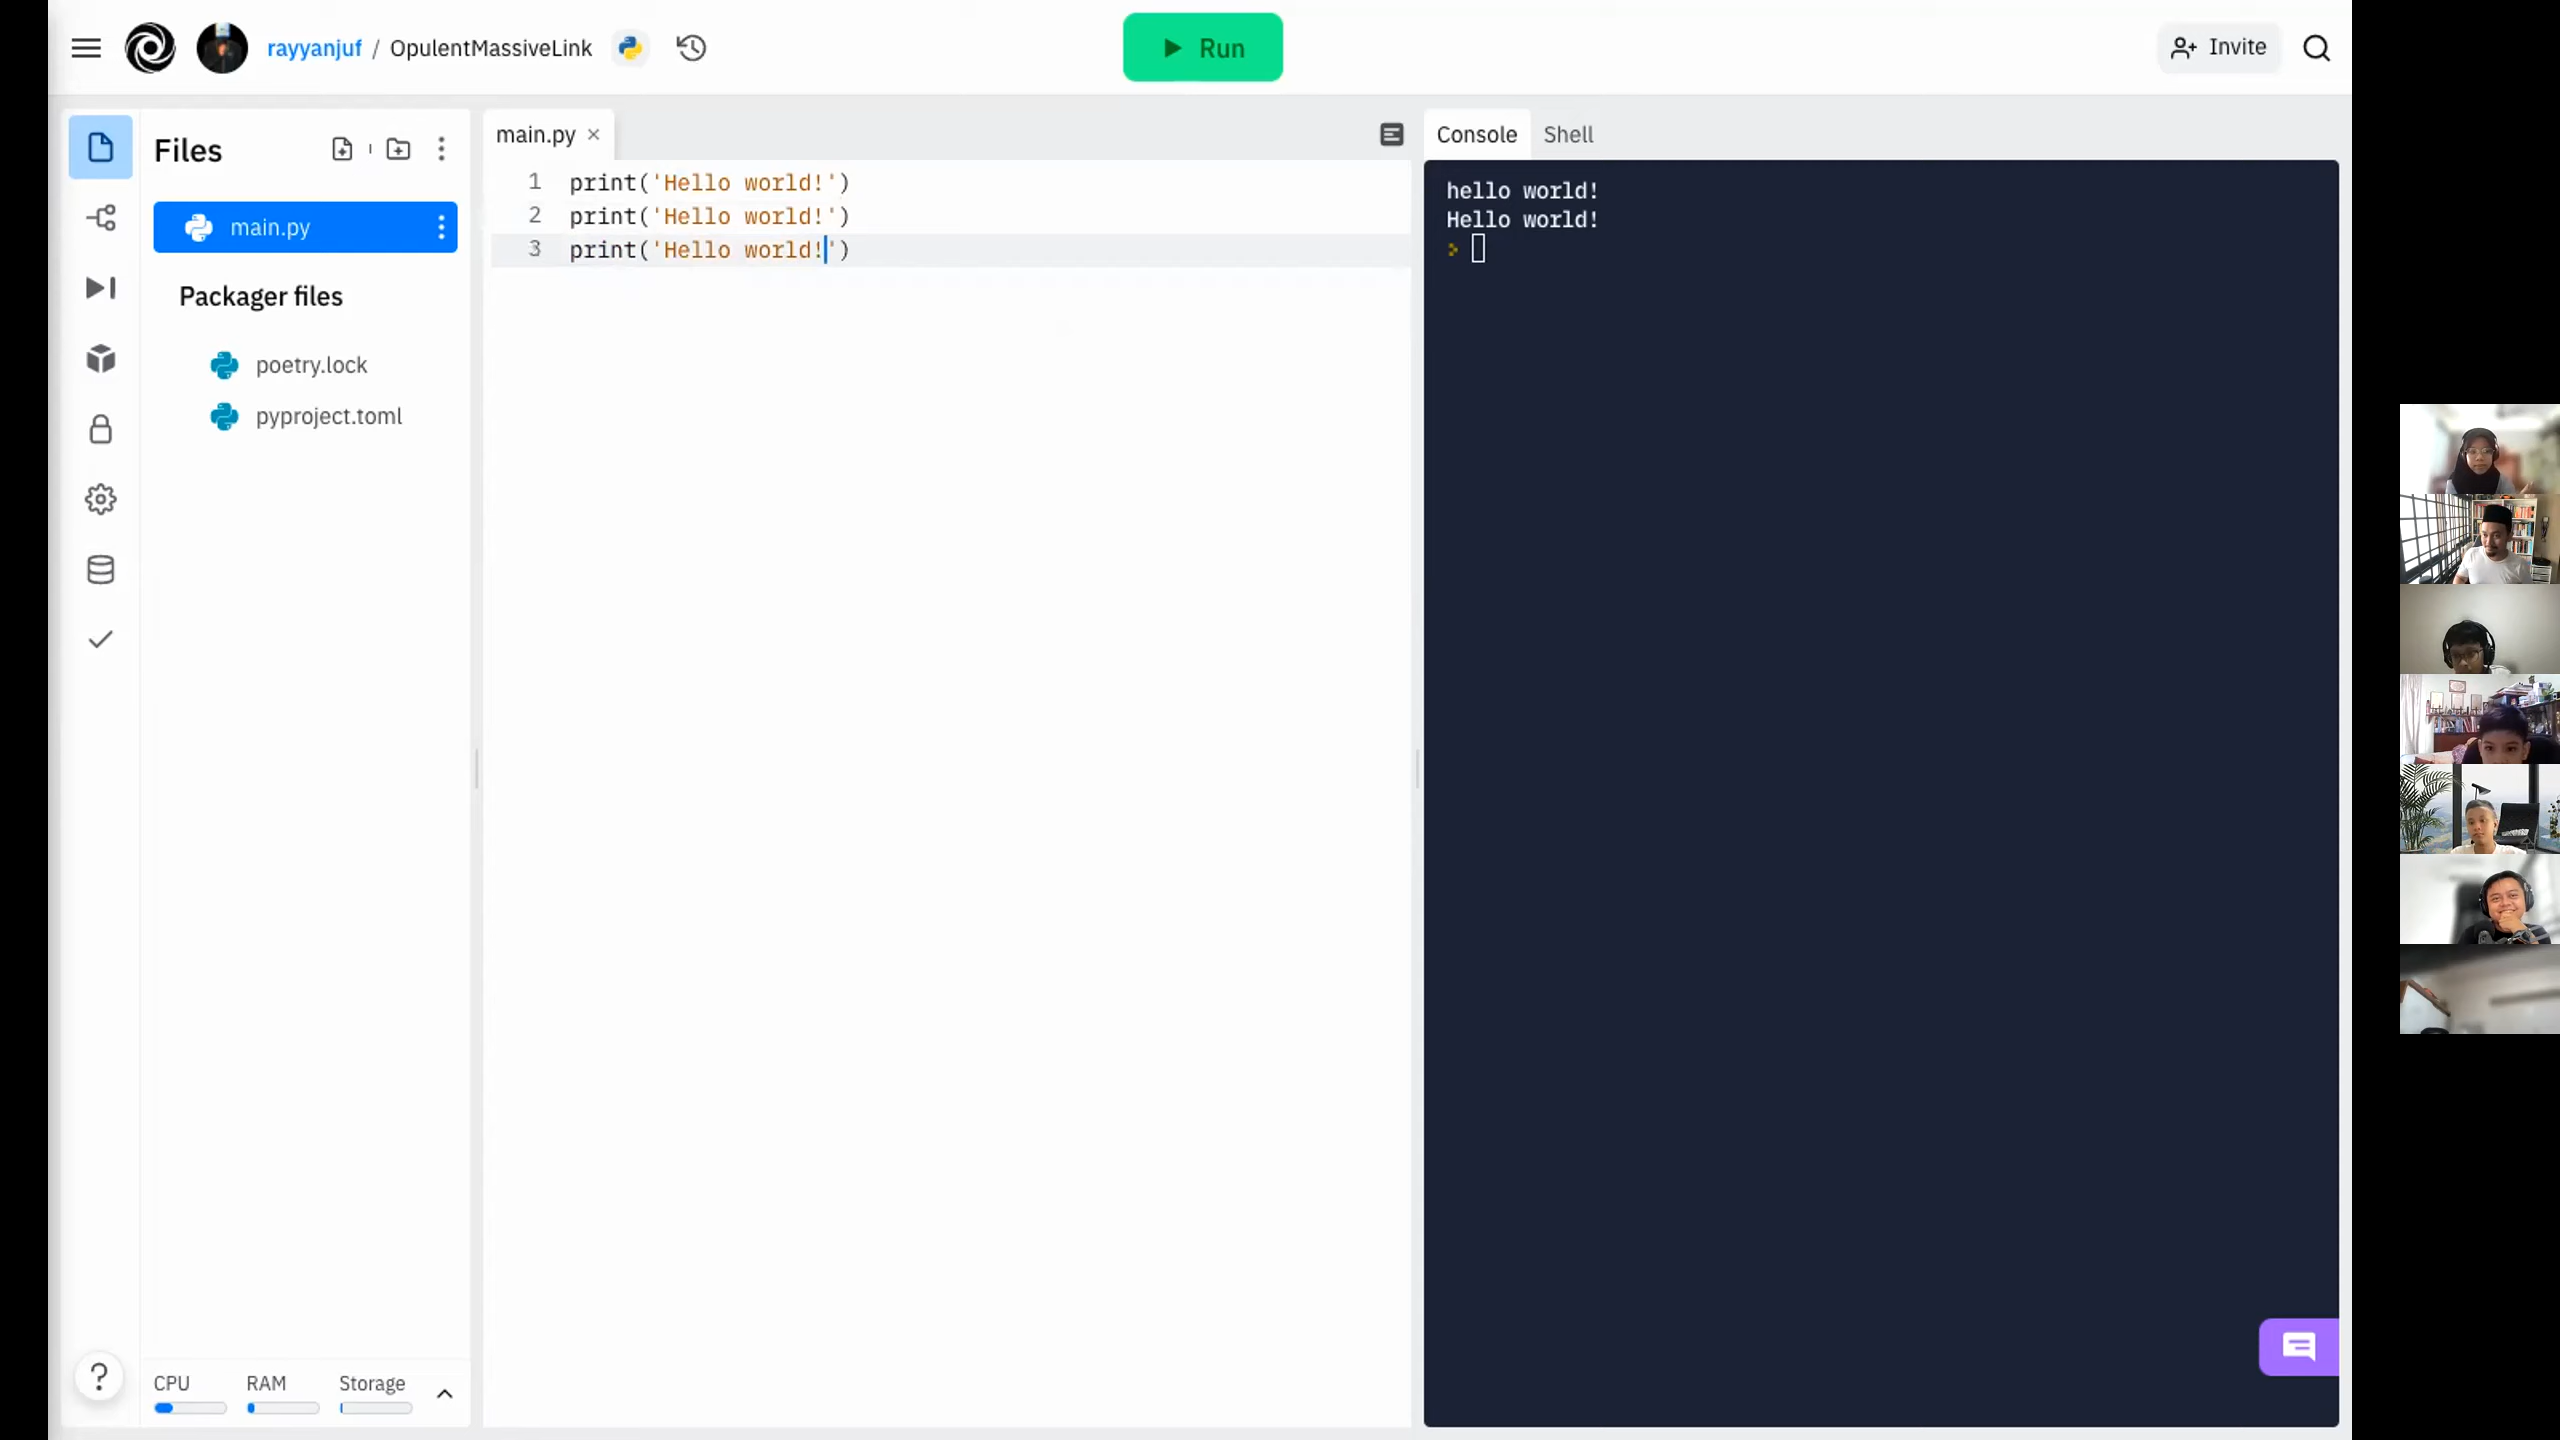 rayyanjuf / OpulentMassiveLink
Run
Invite
Files
main.py
Packager files
poetry.lock
pyproject.toml
CPU
RAM
Storage
main.py
1 print('Hello world!')
2 print('Hello world!')
3 print('Hello world!')
Console
Shell
hello world!
Hello world!